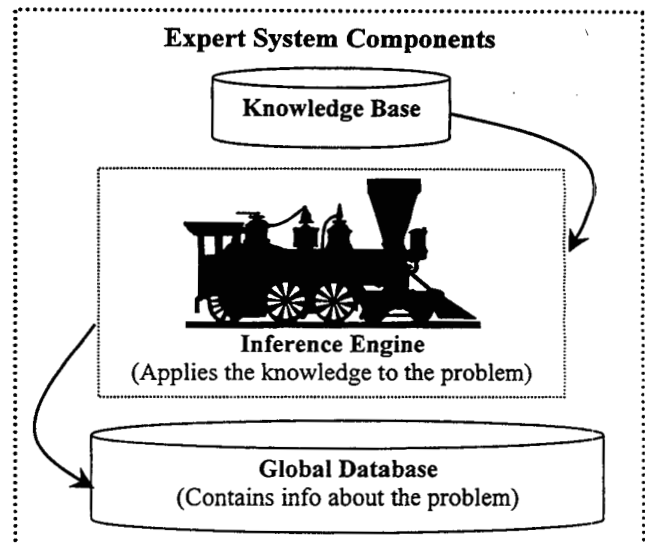 Expert System Components
Knowledge Base
Inference Engine
(Applies the knowledge to the problem)
Global Database
(Contains info about the problem)